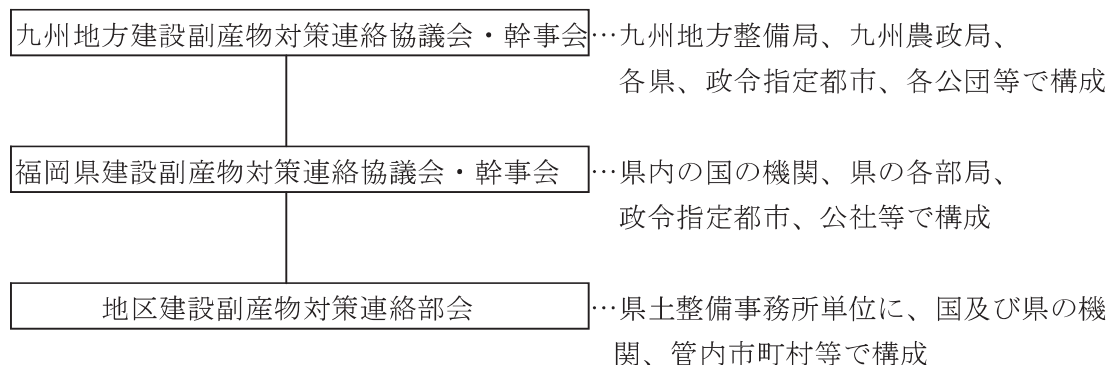 九州地方建設副産物対策連絡協議会・幹事会…九州地方整備局、九州農政局、
各県、政令指定都市、各公団等で構成
福岡県建設副産物対策連絡協議会・幹事会…県内の国の機関、県の各部局、
政令指定都市、公社等で構成
地区建設副産物対策連絡部会…県土整備事務所単位に、国及び県の機
関、管内市町村等で構成